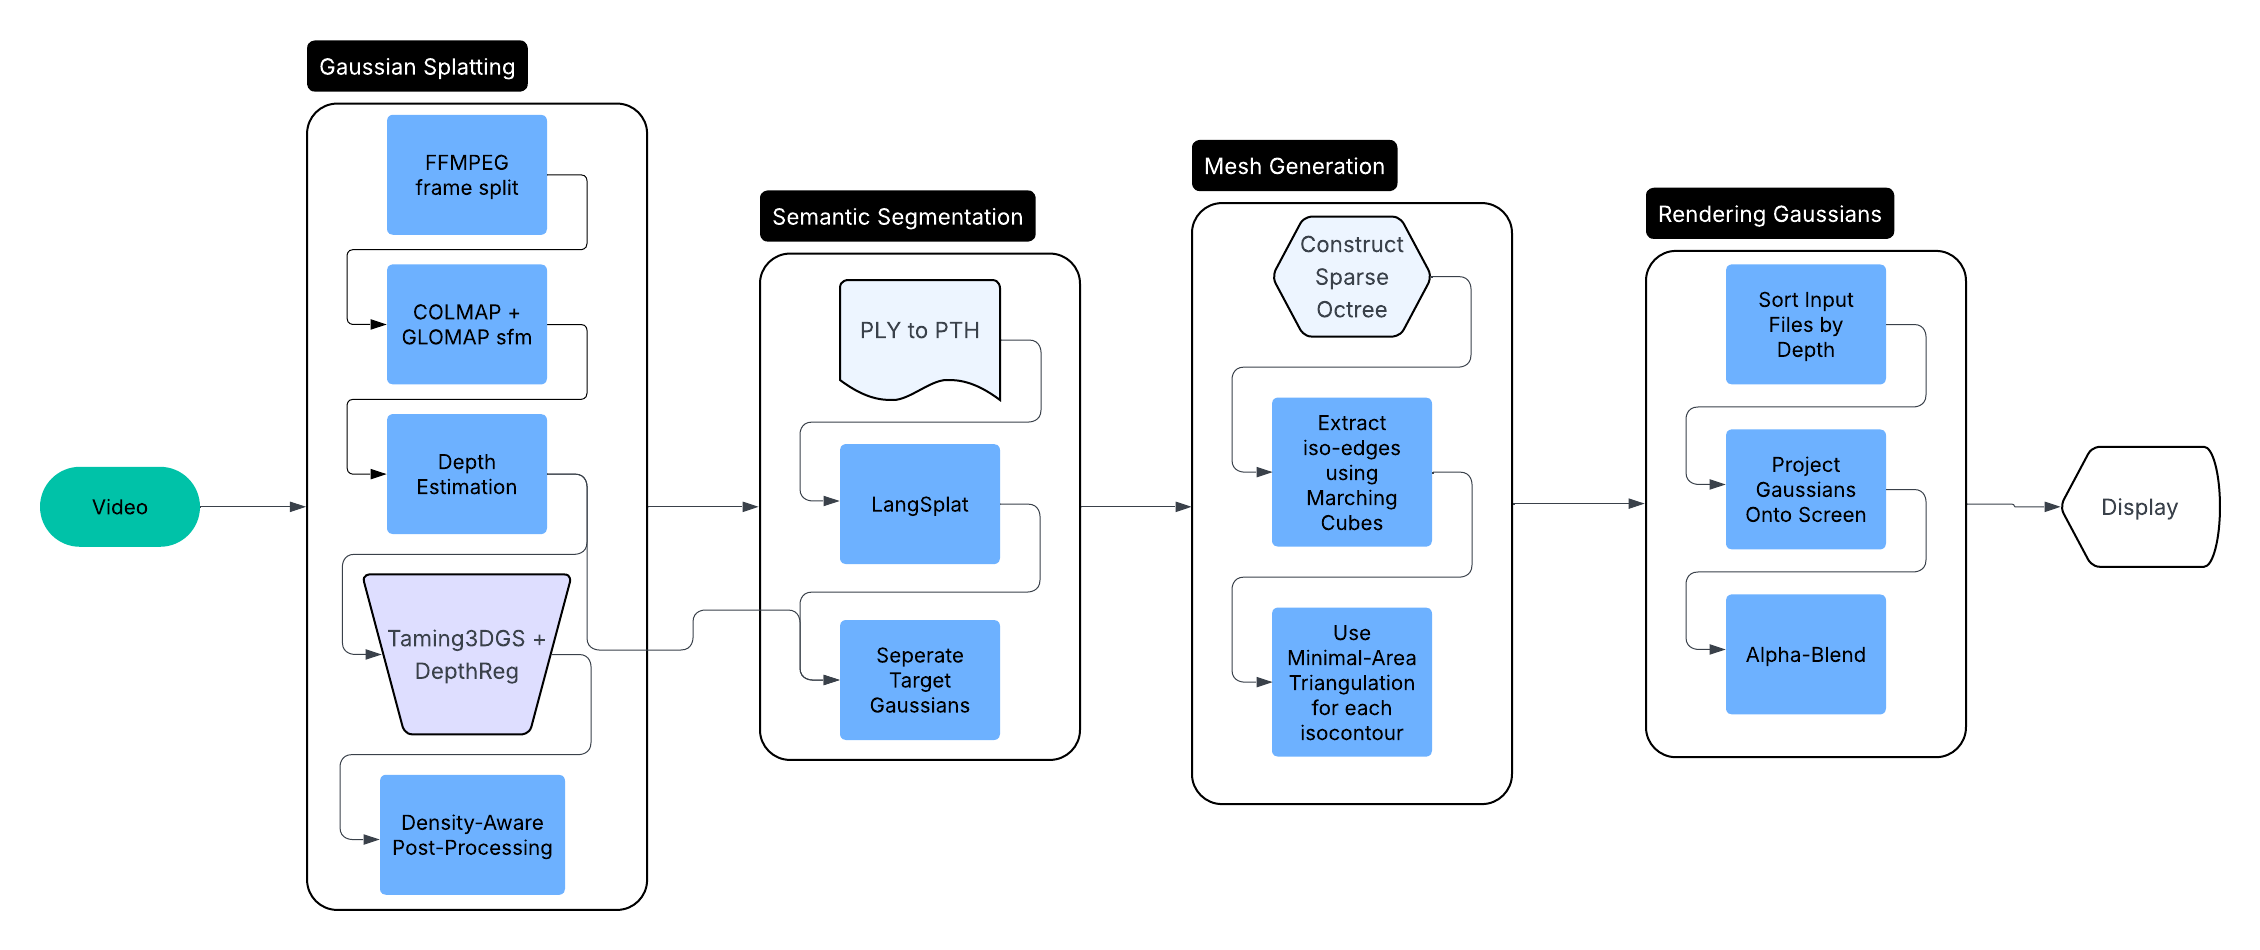 Gaussian Splatting
FFMPEG
frame split
COLMAP +
GLOMAP sfm
Depth
Estimation
Video
Taming3DGS +
DepthReg
Density-Aware
Post-Processing
Semantic Segmentation
PLY to PTH
LangSplat
Seperate
Target
Gaussians
Mesh Generation
Construct
Sparse
Octree
Extract
iso-edges
using
Marching
Cubes
Use
Minimal-Area
Triangulation
for each
isocontour
Rendering Gaussians
Sort Input
Files by
Depth
Project
Gaussians
Onto Screen
Alpha-Blend
Display